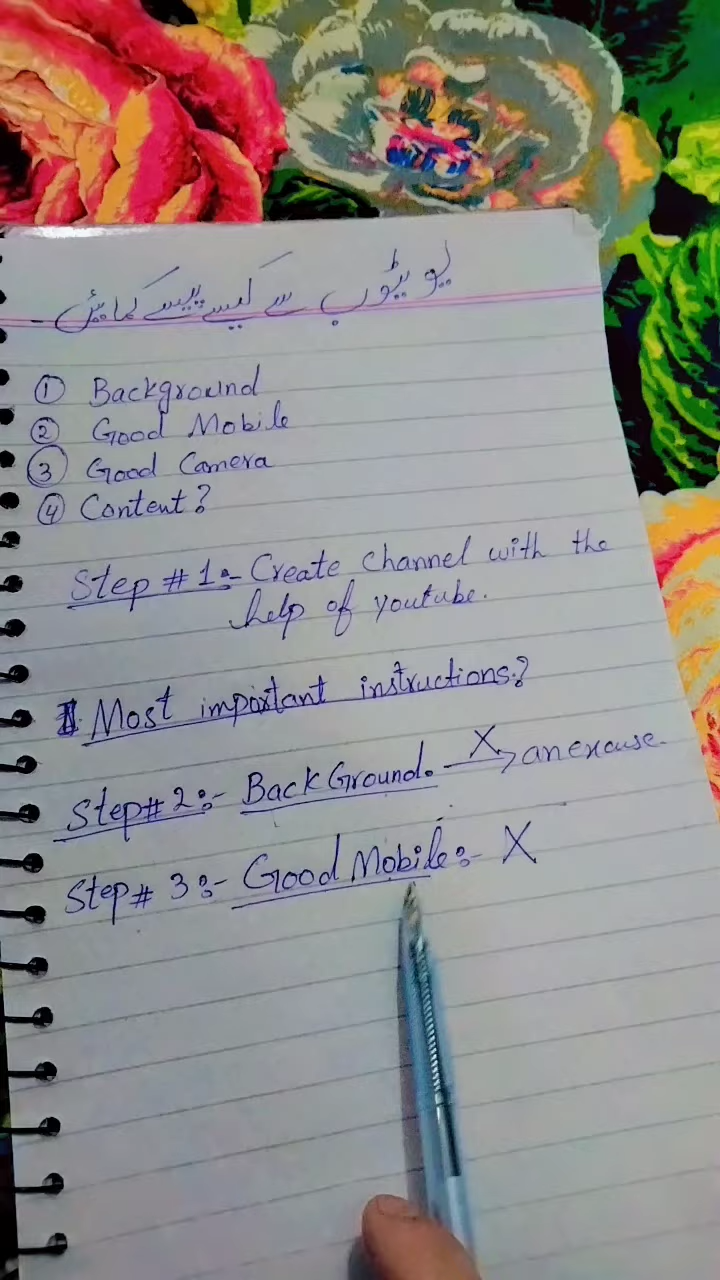 یوٹیوب سے کیسے پیسے کمائیں -
① Background
② Good Mobile
③ Good Camera
④ Content?
Step # 1:- Create channel with the
help of youtube.
Most important instructions:?
Step# 2:- BackGround. X → an excuse.
Step# 3:- Good Mobile:- X